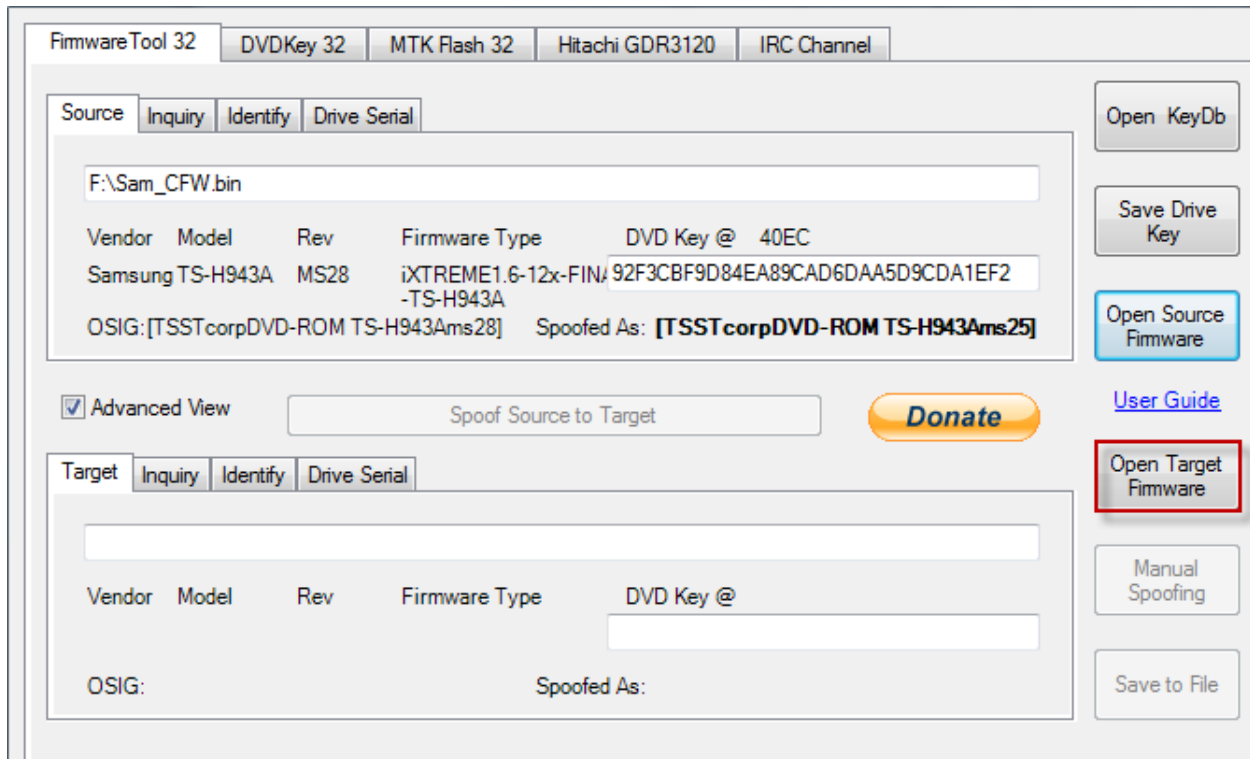 FirmwareTool 32 DVDKey 32 MTK Flash 32 Hitachi GDR3120 IRC Channel
Source Inquiry Identify Drive Serial
F:\Sam_CFW.bin
Vendor Model Rev Firmware Type DVD Key @ 40EC
Samsung TS-H943A MS28 iXTREME1.6-12x-FINA 92F3CBF9D84EA89CAD6DAA5D9CDA1EF2
-TS-H943A
OSIG:[TSSTcorpDVD-ROM TS-H943Ams28] Spoofed As: [TSSTcorpDVD-ROM TS-H943Ams25]
Advanced View Spoof Source to Target Donate
Target Inquiry Identify Drive Serial
Vendor Model Rev Firmware Type DVD Key @
OSIG: Spoofed As:
Open KeyDb
Save Drive
Key
Open Source
Firmware
User Guide
Open Target
Firmware
Manual
Spoofing
Save to File